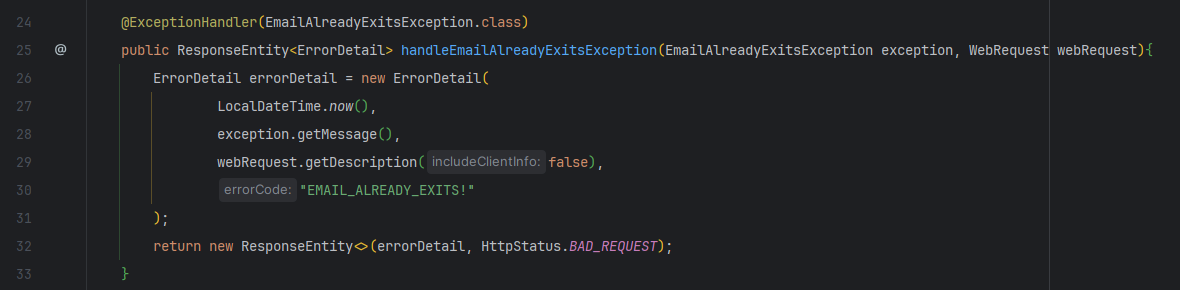 24 @ExceptionHandler(EmailAlreadyExitsException.class)
25 @ public ResponseEntity<ErrorDetail> handleEmailAlreadyExitsException(EmailAlreadyExitsException exception, WebRequest webRequest){
26 ErrorDetail errorDetail = new ErrorDetail(
27 LocalDateTime.now(),
28 exception.getMessage(),
29 webRequest.getDescription( includeClientInfo: false),
30 errorCode: "EMAIL_ALREADY_EXITS!"
31 );
32 return new ResponseEntity<>(errorDetail, HttpStatus.BAD_REQUEST);
33 }